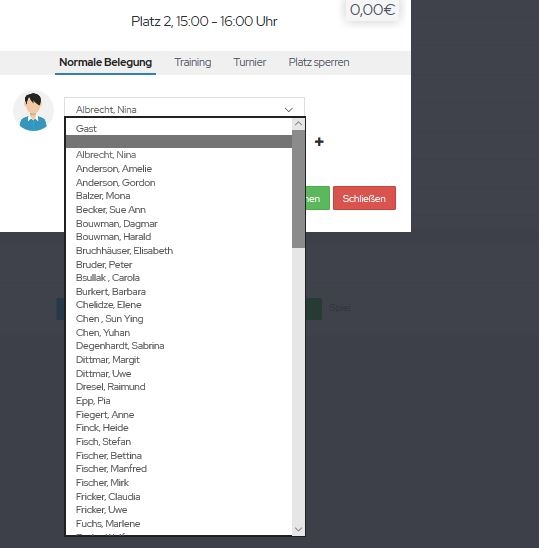 0,00€
Platz 2, 15:00 - 16:00 Uhr
Normale Belegung Training Turnier Platz sperren
Albrecht, Nina
Gast
Albrecht, Nina
Anderson, Amelie
Anderson, Gordon
Balzer, Mona
Becker, Sue Ann
Bouwman, Dagmar
Bouwman, Harald
Bruchhäuser, Elisabeth
Bruder, Peter
Bsullak , Carola
Burkert, Barbara
Chelidze, Elene
Chen , Sun Ying
Chen, Yuhan
Degenhardt, Sabrina
Dittmar, Margit
Dittmar, Uwe
Dresel, Raimund
Epp, Pia
Fiegert, Anne
Finck, Heide
Fisch, Stefan
Fischer, Bettina
Fischer, Manfred
Fischer, Mirk
Fricker, Claudia
Fricker, Uwe
Fuchs, Marlene
+
Schließen
Spiel